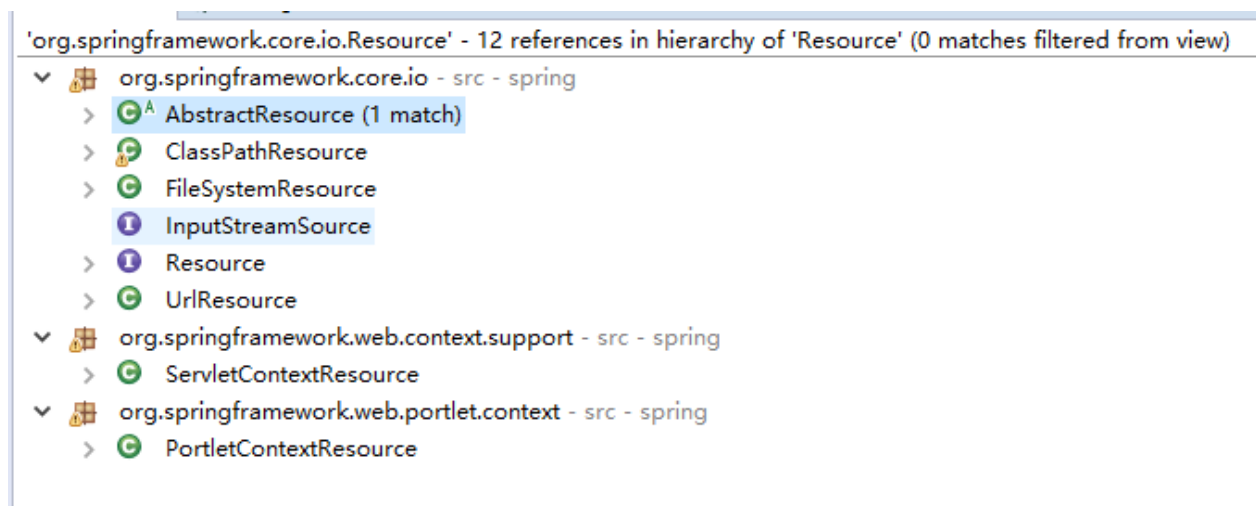 'org.springframework.core.io.Resource' - 12 references in hierarchy of 'Resource' (0 matches filtered from view)
org.springframework.core.io - src - spring
AbstractResource (1 match)
ClassPathResource
FileSystemResource
InputStreamSource
Resource
UrlResource
org.springframework.web.context.support - src - spring
ServletContextResource
org.springframework.web.portlet.context - src - spring
PortletContextResource